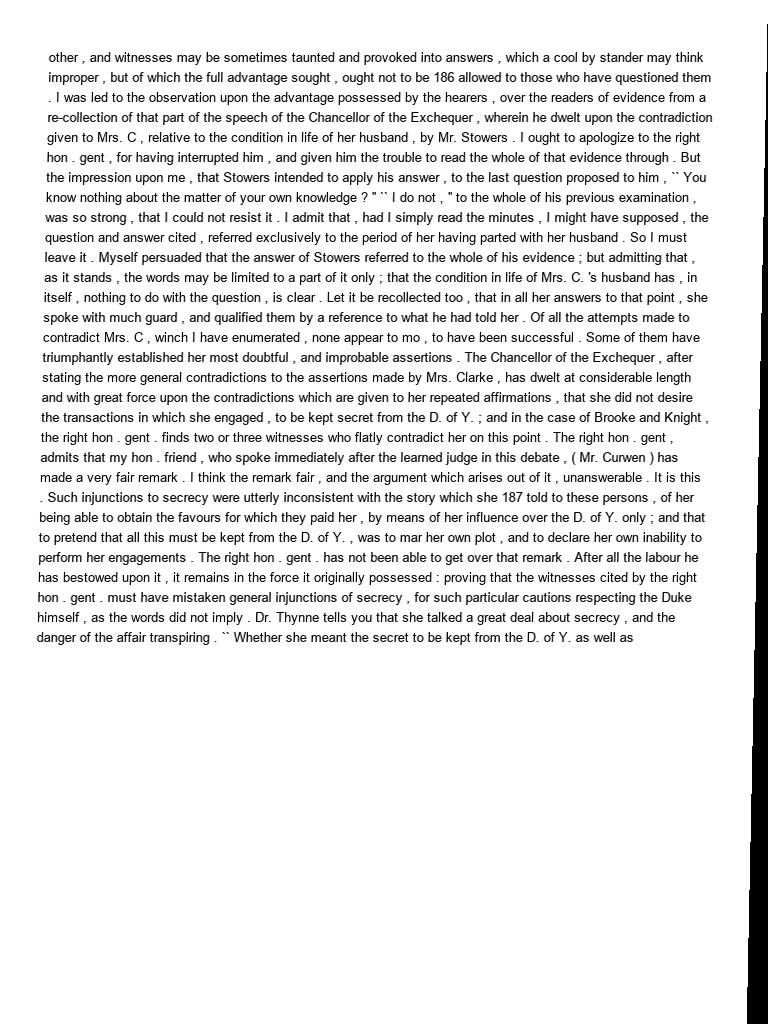 other , and witnesses may be sometimes taunted and provoked into answers , which a cool by stander may think
improper , but of which the full advantage sought , ought not to be 186 allowed to those who have questioned them
. I was led to the observation upon the advantage possessed by the hearers , over the readers of evidence from a
re-collection of that part of the speech of the Chancellor of the Exchequer , wherein he dwelt upon the contradiction
given to Mrs. C , relative to the condition in life of her husband , by Mr. Stowers . I ought to apologize to the right
hon . gent , for having interrupted him , and given him the trouble to read the whole of that evidence through . But
the impression upon me , that Stowers intended to apply his answer , to the last question proposed to him , `` You
know nothing about the matter of your own knowledge ? " `` I do not , " to the whole of his previous examination ,
was so strong , that I could not resist it . I admit that , had I simply read the minutes , I might have supposed , the
question and answer cited , referred exclusively to the period of her having parted with her husband . So I must
leave it . Myself persuaded that the answer of Stowers referred to the whole of his evidence ; but admitting that ,
as it stands , the words may be limited to a part of it only ; that the condition in life of Mrs. C. 's husband has , in
itself , nothing to do with the question , is clear . Let it be recollected too , that in all her answers to that point , she
spoke with much guard , and qualified them by a reference to what he had told her . Of all the attempts made to
contradict Mrs. C , winch I have enumerated , none appear to mo , to have been successful . Some of them have
triumphantly established her most doubtful , and improbable assertions . The Chancellor of the Exchequer , after
stating the more general contradictions to the assertions made by Mrs. Clarke , has dwelt at considerable length
and with great force upon the contradictions which are given to her repeated affirmations , that she did not desire
the transactions in which she engaged , to be kept secret from the D. of Y. ; and in the case of Brooke and Knight ,
the right hon . gent . finds two or three witnesses who flatly contradict her on this point . The right hon . gent ,
admits that my hon . friend , who spoke immediately after the learned judge in this debate , ( Mr. Curwen ) has
made a very fair remark . I think the remark fair , and the argument which arises out of it , unanswerable . It is this
. Such injunctions to secrecy were utterly inconsistent with the story which she 187 told to these persons , of her
being able to obtain the favours for which they paid her , by means of her influence over the D. of Y. only ; and that
to pretend that all this must be kept from the D. of Y. , was to mar her own plot , and to declare her own inability to
perform her engagements . The right hon . gent . has not been able to get over that remark . After all the labour he
has bestowed upon it , it remains in the force it originally possessed : proving that the witnesses cited by the right
hon . gent . must have mistaken general injunctions of secrecy , for such particular cautions respecting the Duke
himself , as the words did not imply . Dr. Thynne tells you that she talked a great deal about secrecy , and the
danger of the affair transpiring . `` Whether she meant the secret to be kept from the D. of Y. as well as